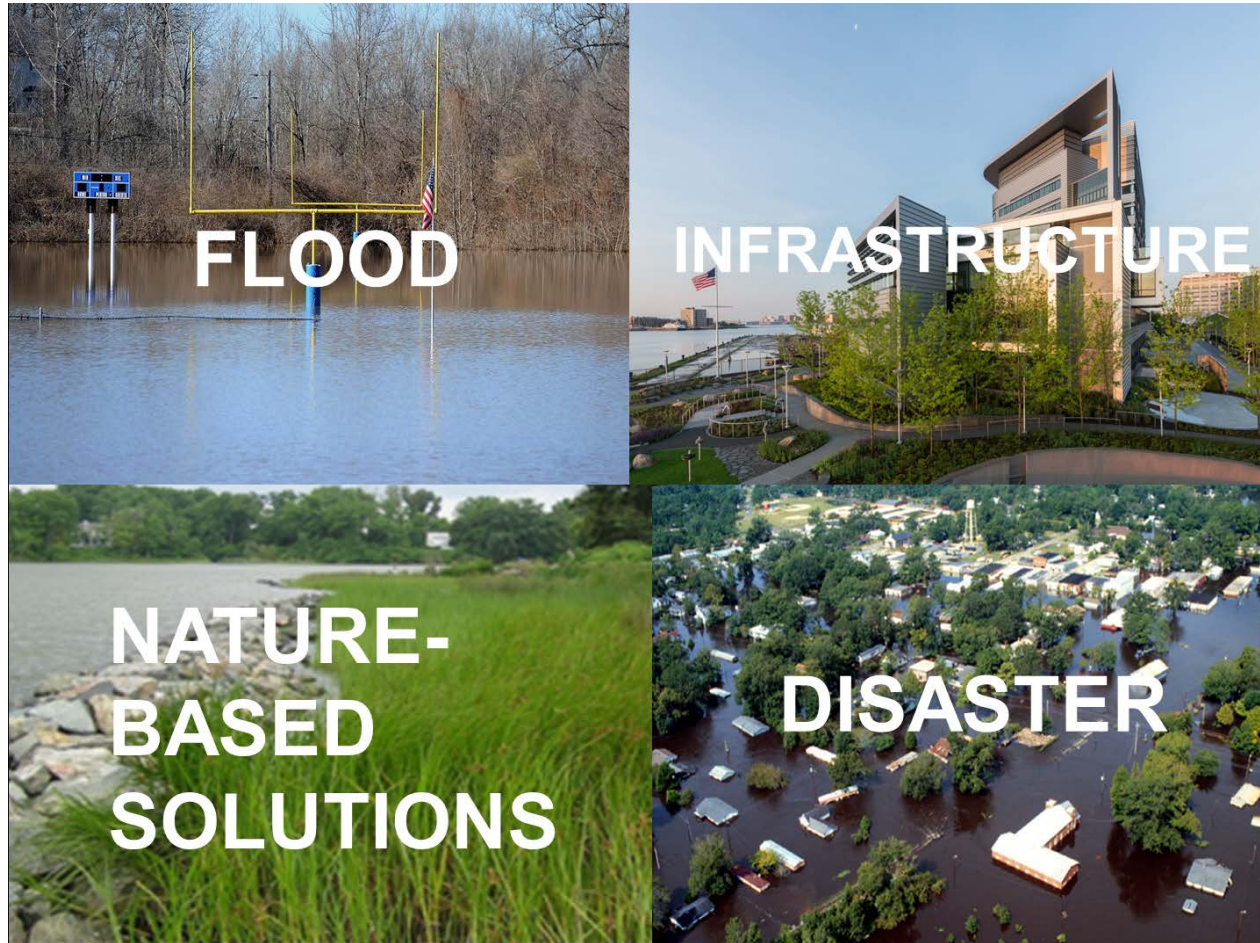 FLOOD
INFRASTRUCTURE
NATURE-
BASED
SOLUTIONS
DISASTER